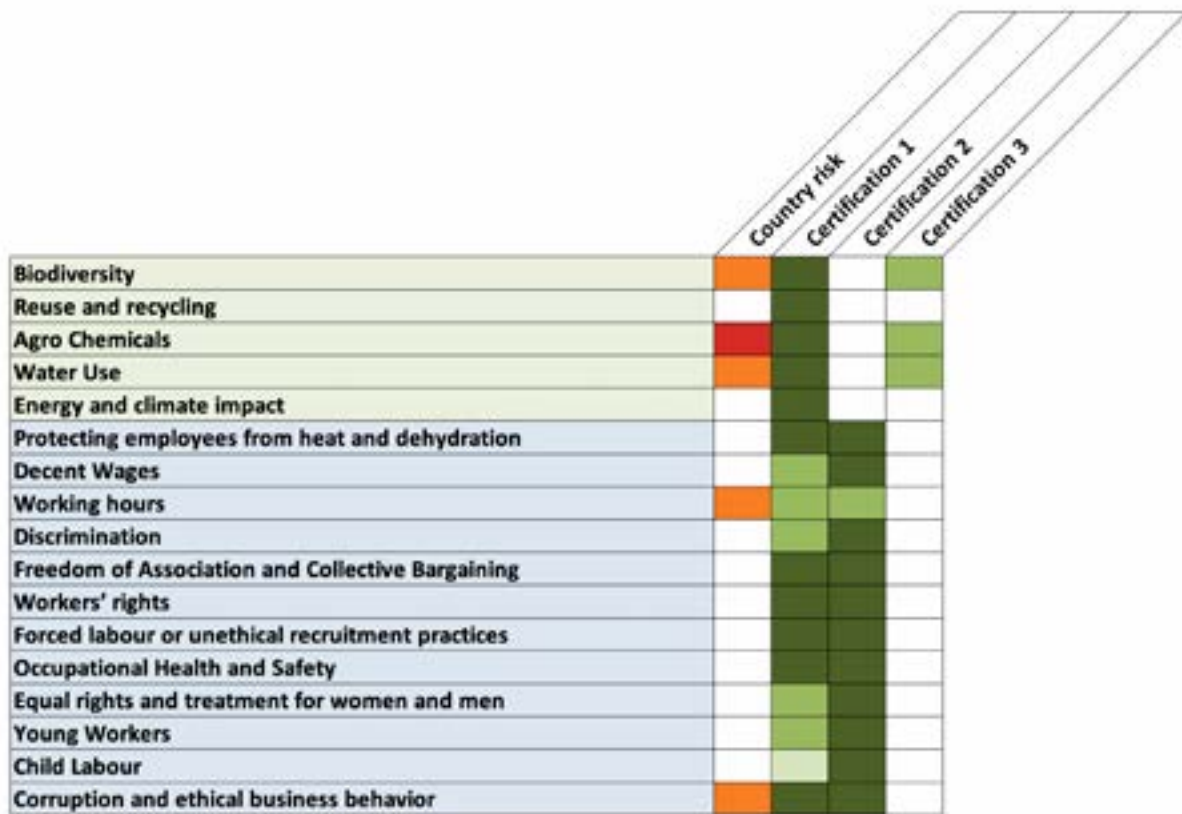 Country risk
Certification 1
Certification 2
Certification 3
Biodiversity
Reuse and recycling
Agro Chemicals
Water Use
Energy and climate impact
Protecting employees from heat and dehydration
Decent Wages
Working hours
Discrimination
Freedom of Association and Collective Bargaining
Workers' rights
Forced labour or unethical recruitment practices
Occupational Health and Safety
Equal rights and treatment for women and men
Young Workers
Child Labour
Corruption and ethical business behavior